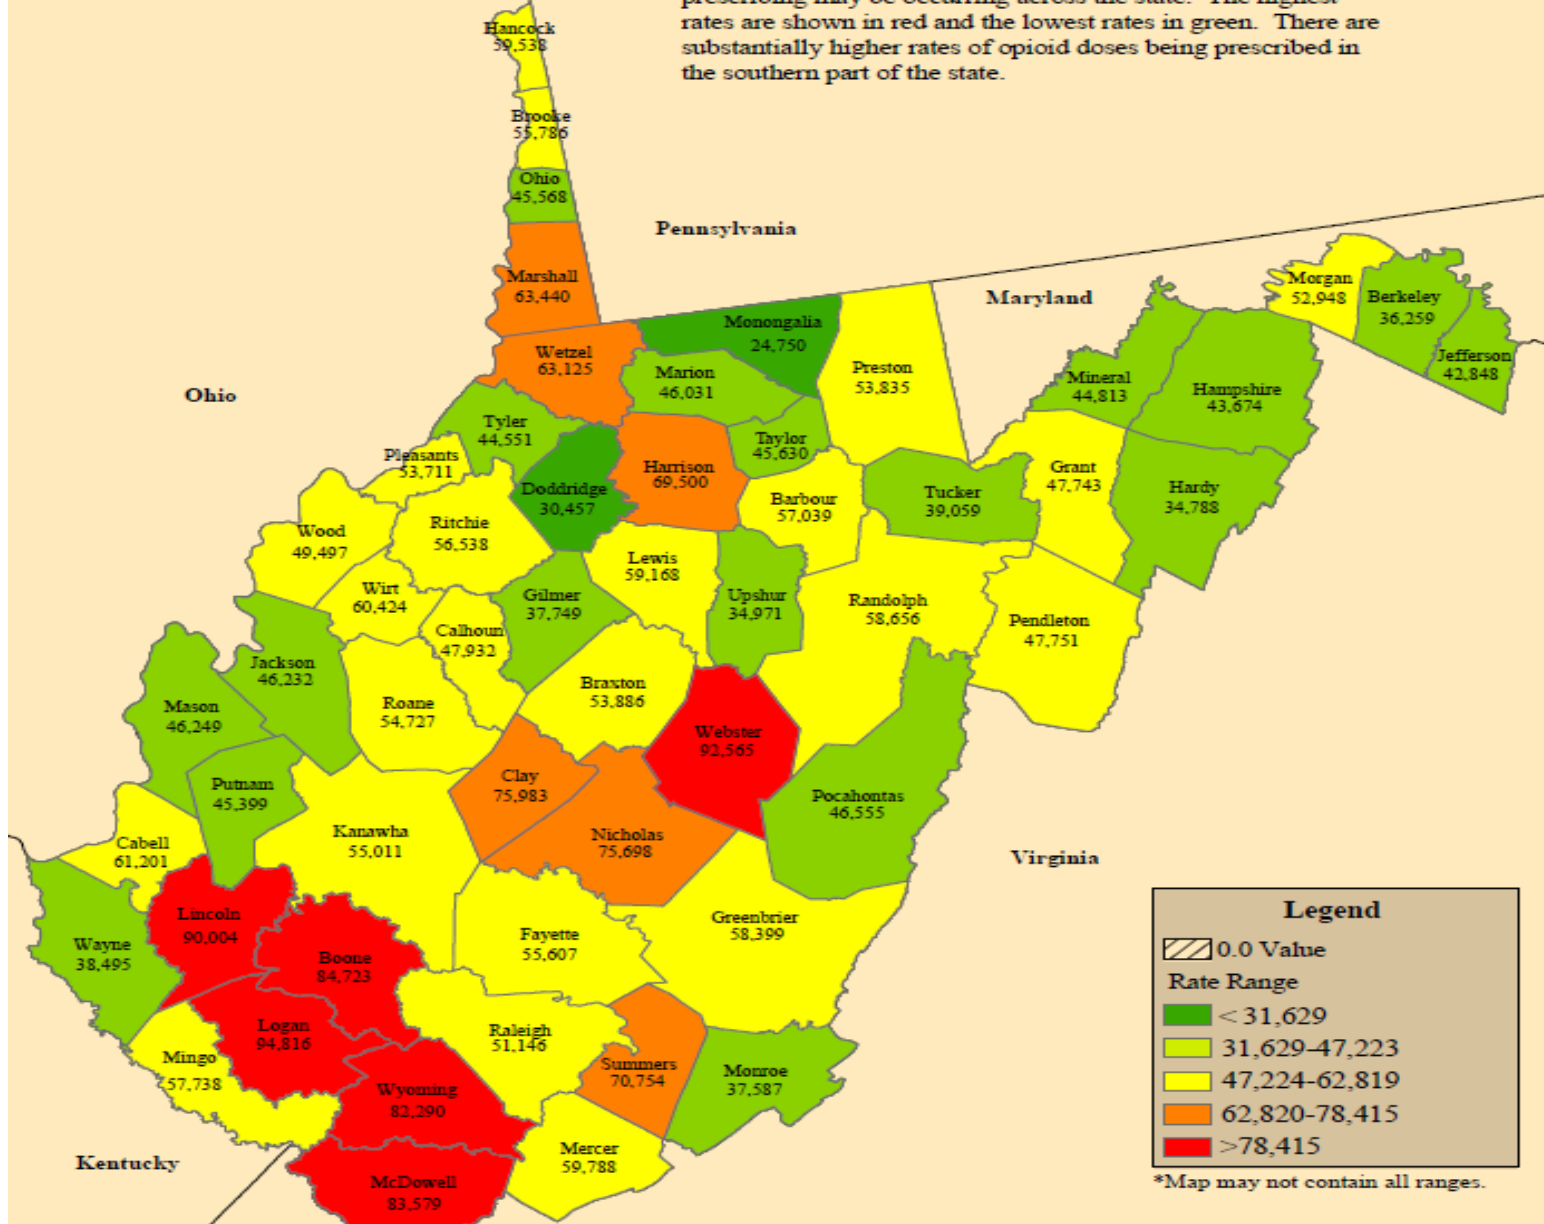 prescribing may be occurring across the state. The highest
rates are shown in red and the lowest rates in green. There are
substantially higher rates of opioid doses being prescribed in
the southern part of the state.
Hancock
59,538
Brooke
55,786
Ohio
45,568
Pennsylvania
Marshall
63,440
Maryland
Morgan
52,948
Berkeley
36,259
Jefferson
42,848
Monongalia
24,750
Wetzel
63,125
Marion
46,031
Preston
53,835
Mineral
44,813
Hampshire
43,674
Ohio
Tyler
44,551
Pleasants
53,711
Doddridge
30,457
Harrison
69,500
Taylor
45,630
Barbour
57,039
Tucker
39,059
Grant
47,743
Hardy
34,788
Wood
49,497
Ritchie
56,538
Lewis
59,168
Wirt
60,424
Gilmer
37,749
Upshur
34,971
Randolph
58,656
Pendleton
47,751
Calhoun
47,932
Jackson
46,232
Mason
46,249
Roane
54,727
Braxton
53,886
Webster
92,565
Putnam
45,399
Clay
75,983
Pocahontas
46,555
Cabell
61,201
Kanawha
55,011
Nicholas
75,698
Virginia
Lincoln
90,004
Wayne
38,495
Boone
84,723
Fayette
55,607
Greenbrier
58,399
Logan
94,816
Raleigh
51,146
Mingo
57,738
Wyoming
82,290
Summers
70,754
Monroe
37,587
Mercer
59,788
Kentucky
McDowell
83,579
Legend
0.0 Value
Rate Range
< 31,629
31,629-47,223
47,224-62,819
62,820-78,415
>78,415
*Map may not contain all ranges.